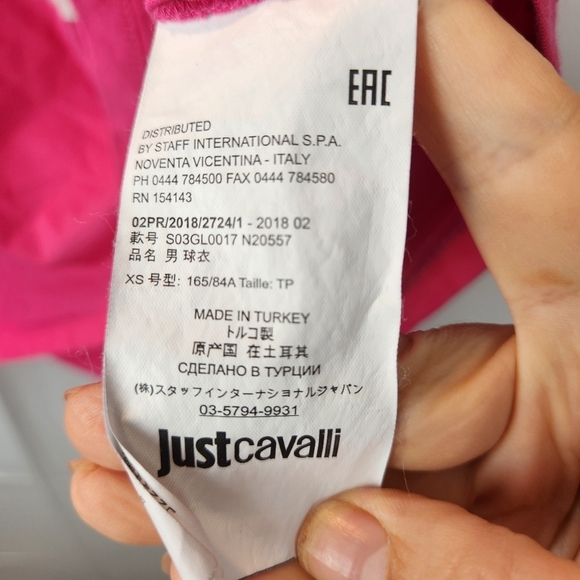 EAC
DISTRIBUTED
BY STAFF INTERNATIONAL S.P.A.
NOVENTA VICENTINA - ITALY
PH 0444 784500 FAX 0444 784580
RN 154143
02PR/2018/2724/1 - 2018 02
款号 S03GL0017 N20557
品名 男 球衣
XS 号型: 165/84A Taille: TP
MADE IN TURKEY
トルコ製
原产国 在土耳其
СДЕЛАНО В ТУРЦИИ
(株)スタッフインターナショナルジャパン
03-5794-9931
justcavalli